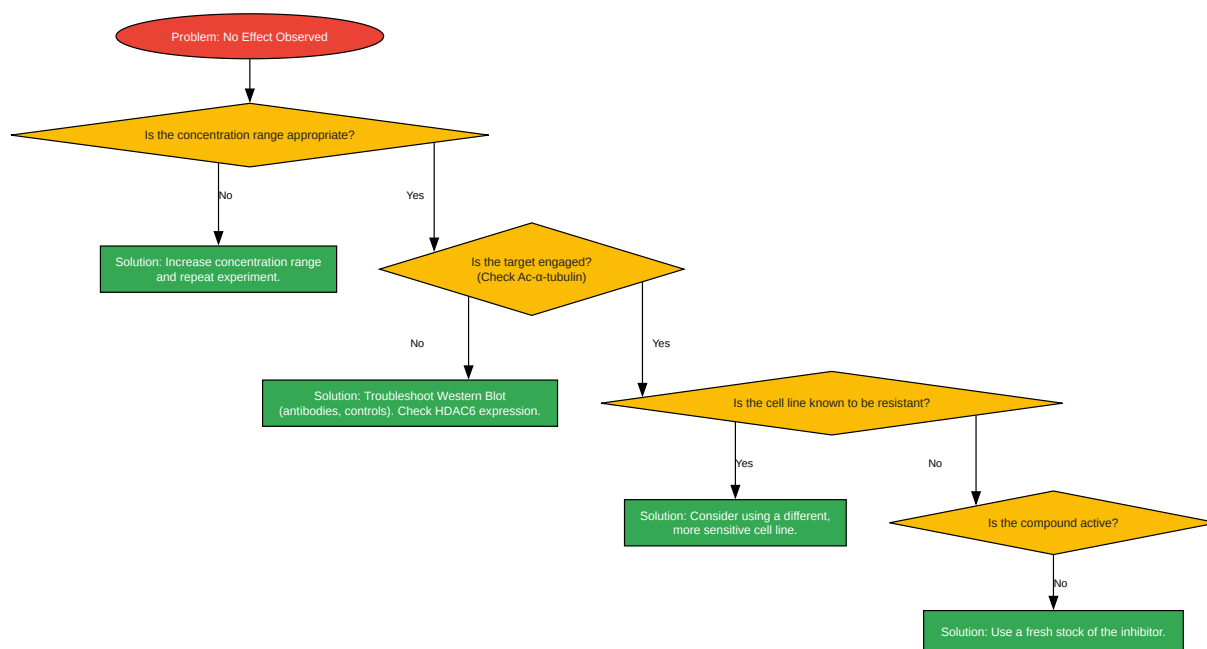 Problem: No Effect Observed
Is the concentration range appropriate?
No
Yes
Solution: Increase concentration range
and repeat experiment.
Is the target engaged?
(Check Ac-α-tubulin)
No
Yes
Solution: Troubleshoot Western Blot
(antibodies, controls). Check HDAC6 expression.
Is the cell line known to be resistant?
Yes
No
Solution: Consider using a different,
more sensitive cell line.
Is the compound active?
No
Solution: Use a fresh stock of the inhibitor.